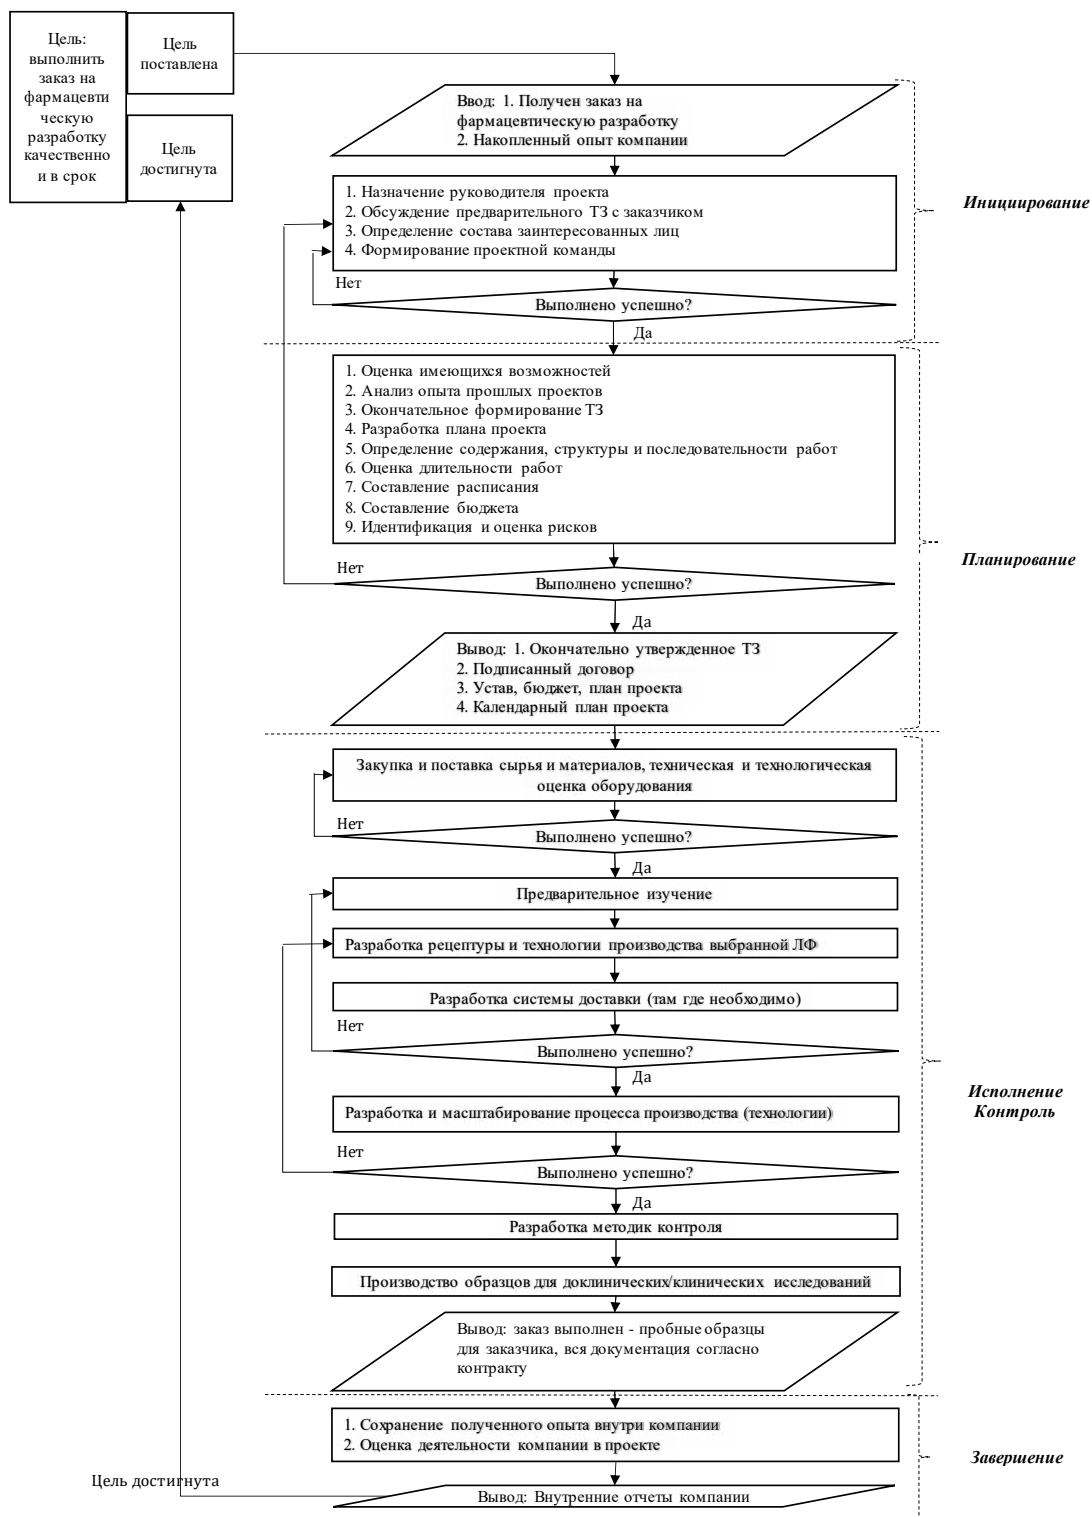 Цель:
выполнить
заказ на
фармацевти
ческую
разработку
качественно
и в срок
Цель
поставлена
Цель
достигнута
Ввод: 1. Получен заказ на
фармацевтическую разработку
2. Накопленный опыт компании
1. Назначение руководителя проекта
2. Обсуждение предварительного ТЗ с заказчиком
3. Определение состава заинтересованных лиц
4. Формирование проектной команды
Инициирование
Нет
Выполнено успешно?
Да
1. Оценка имеющихся возможностей
2. Анализ опыта прошлых проектов
3. Окончательное формирование ТЗ
4. Разработка плана проекта
5. Определение содержания, структуры и последовательности работ
6. Оценка длительности работ
7. Составление расписания
8. Составление бюджета
9. Идентификация и оценка рисков
Планирование
Нет
Выполнено успешно?
Да
Вывод: 1. Окончательно утвержденное ТЗ
2. Подписанный договор
3. Устав, бюджет, план проекта
4. Календарный план проекта
Закупка и поставка сырья и материалов, техническая и технологическая
оценка оборудования
Нет
Выполнено успешно?
Да
Предварительное изучение
Разработка рецептуры и технологии производства выбранной ЛФ
Разработка системы доставки (там где необходимо)
Нет
Выполнено успешно?
Да
Исполнение
Контроль
Разработка и масштабирование процесса производства (технологии)
Нет
Выполнено успешно?
Да
Разработка методик контроля
Производство образцов для доклинических/клинических исследований
Вывод: заказ выполнен - пробные образцы
для заказчика, вся документация согласно
контракту
1. Сохранение полученного опыта внутри компании
2. Оценка деятельности компании в проекте
Завершение
Цель достигнута
Вывод: Внутренние отчеты компании